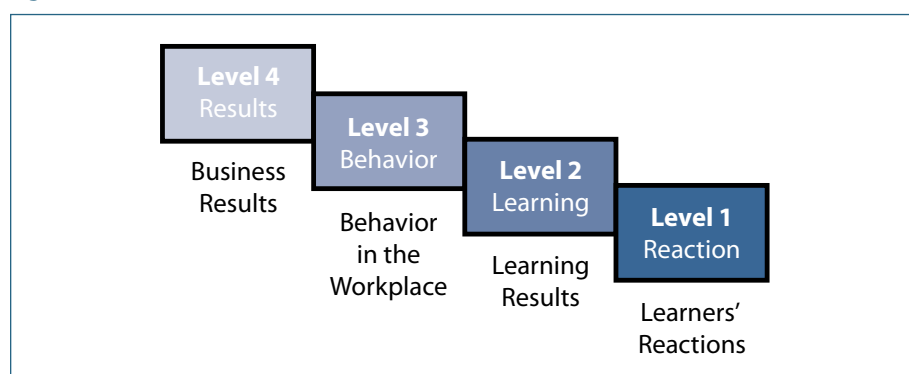 Level 4
Results
Business
Results
Level 3
Behavior
Behavior
in the
Workplace
Level 2
Learning
Learning
Results
Level 1
Reaction
Learners’
Reactions